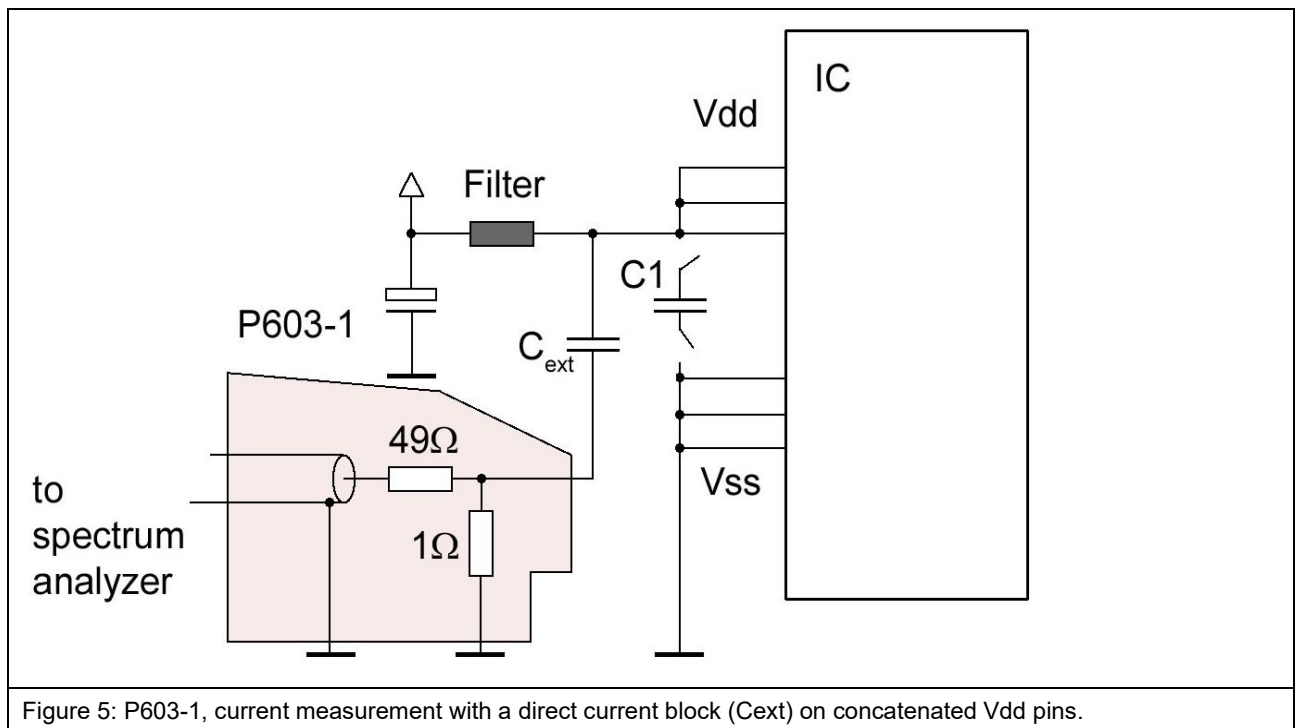 IC
Vdd
Filter
C1
P603-1
Cext
49Ω
to
spectrum
analyzer
1Ω
Vss
Figure 5: P603-1, current measurement with a direct current block (Cext) on concatenated Vdd pins.